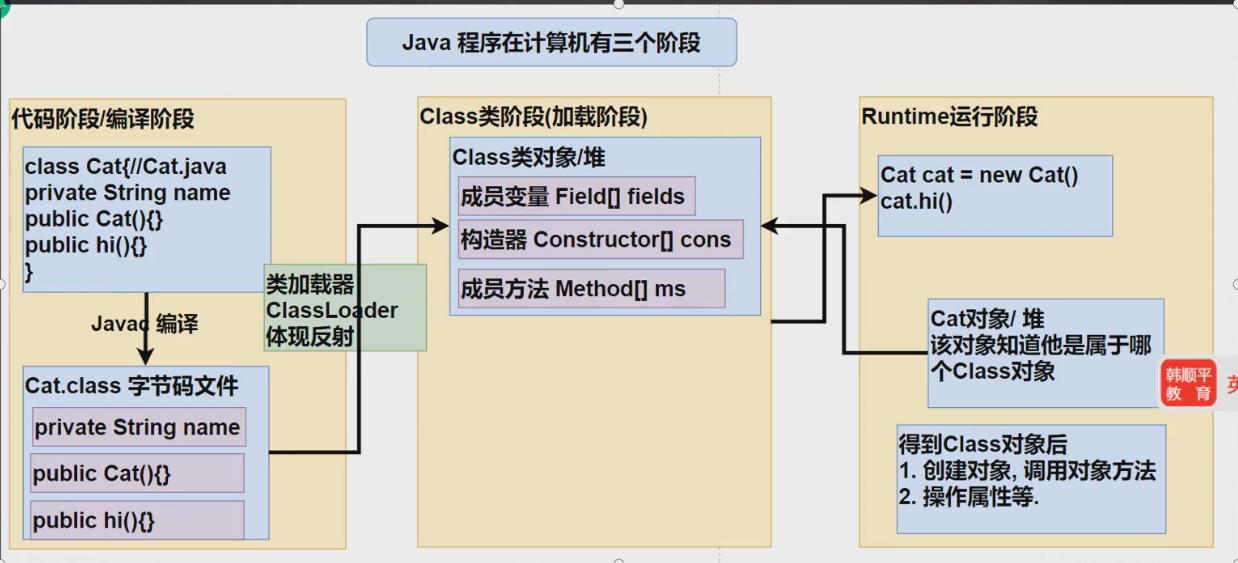 Java 程序在计算机有三个阶段
代码阶段/编译阶段
class Cat{//Cat.java
private String name
public Cat(){}
public hi(){}
}
Javac 编译
Cat.class 字节码文件
private String name
public Cat(){}
public hi(){}
类加载器
ClassLoader
体现反射
Class类阶段(加载阶段)
Class类对象/堆
成员变量 Field[] fields
构造器 Constructor[] cons
成员方法 Method[] ms
Runtime运行阶段
Cat cat = new Cat()
cat.hi()
Cat对象/ 堆
该对象知道他是属于哪
个Class对象
得到Class对象后
1. 创建对象, 调用对象方法
2. 操作属性等.
韩顺平
教 育